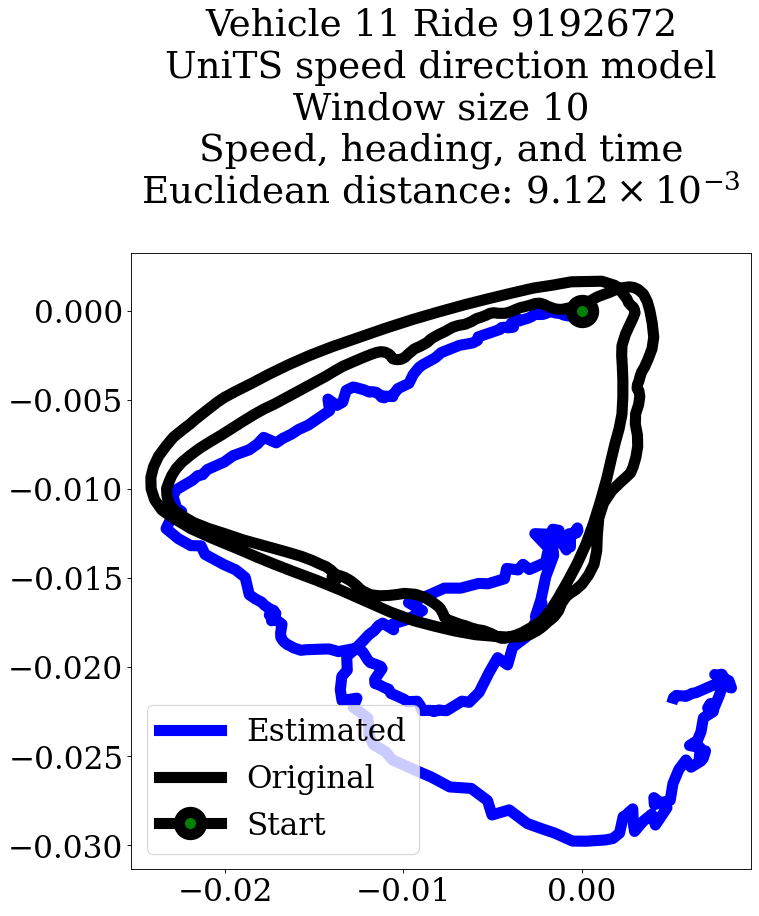 Vehicle 11 Ride 9192672
UniTS speed direction model
Window size 10
Speed, heading, and time
Euclidean distance: 9.12 × 10⁻³
0.000
−0.005
−0.010
−0.015
−0.020
−0.025
−0.030
Estimated
Original
Start
−0.02 −0.01 0.00